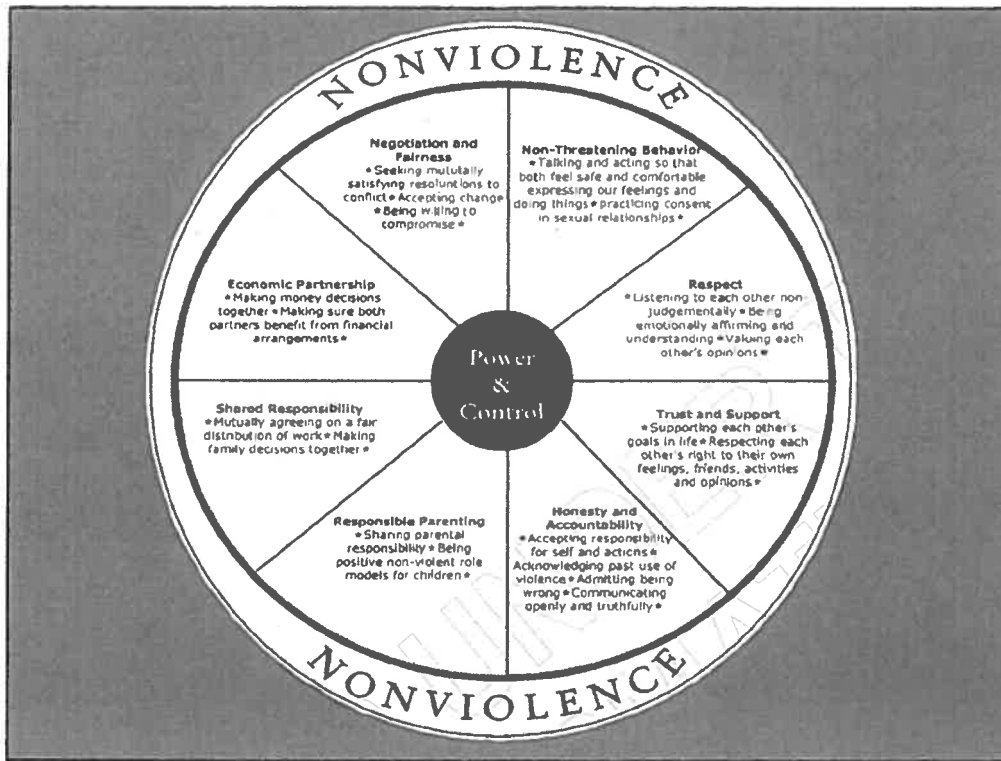 NONVIOLENCE
Negotiation and
Fairness
* Seeking mututally
satisfying resoluntions to
conflict * Accepting change
* Being willing to
compromise *
Non-Threatening Behavior
* Talking and acting so that
both feel safe and comfortable
expressing our feelings and
doing things * practicing consent
in sexual relationships *
Economic Partnership
* Making money decisions
together * Making sure both
partners benefit from financial
arrangements *
Respect
* Listening to each other non
judgementally * Being
emotionally affirming and
understanding * Valuing each
other's opinions *
Power
&
Control
Shared Responsibility
* Mutually agreeing on a fair
distribution of work * Making
family decisions together *
Trust and Support
* Supporting each other's
goals in life * Respecting each
other's right to their own
feelings, friends, activities
and opinions *
Responsible Parenting
* Sharing parental
responsibility * Being
positive non-violent role
models for children *
Honesty and
Accountability
* Accepting responsibility
for self and actions *
Acknowledging past use of
violence * Admitting being
wrong * Communicating
openly and truthfully *
NONVIOLENCE